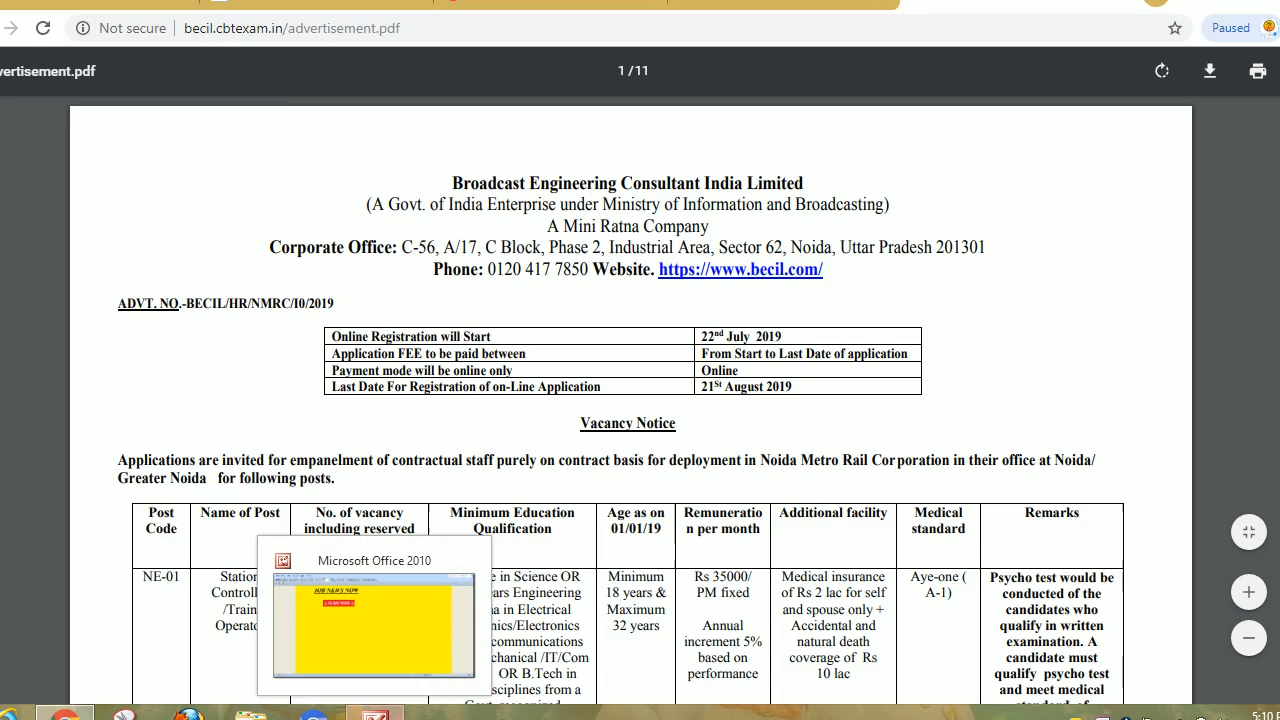 Not secure becil.cbtexam.in/advertisement.pdf Paused
vertisement.pdf 1 / 11
Broadcast Engineering Consultant India Limited
(A Govt. of India Enterprise under Ministry of Information and Broadcasting)
A Mini Ratna Company
Corporate Office: C-56, A/17, C Block, Phase 2, Industrial Area, Sector 62, Noida, Uttar Pradesh 201301
Phone: 0120 417 7850 Website. https://www.becil.com/
ADVT. NO.-BECIL/HR/NMRC/I0/2019
Online Registration will Start 22nd July 2019
Application FEE to be paid between From Start to Last Date of application
Payment mode will be online only Online
Last Date For Registration of on-Line Application 21St August 2019
Vacancy Notice
Applications are invited for empanelment of contractual staff purely on contract basis for deployment in Noida Metro Rail Corporation in their office at Noida/
Greater Noida for following posts.
Post Name of Post No. of vacancy Minimum Education Age as on Remuneratio Additional facility Medical Remarks
Code including reserved Qualification 01/01/19 n per month standard
Microsoft Office 2010
JOB NEWS NOW
NE-01 Station e in Science OR Minimum Rs 35000/ Medical insurance Aye-one ( Psycho test would be
Controll ars Engineering 18 years & PM fixed of Rs 2 lac for self A-1) conducted of the
/Train a in Electrical Maximum and spouse only + candidates who
Operato nics/Electronics 32 years Annual Accidental and qualify in written
communications increment 5% natural death examination. A
chanical /IT/Com based on coverage of Rs candidate must
OR B.Tech in performance 10 lac qualify psycho test
sciplines from a and meet medical
5:10